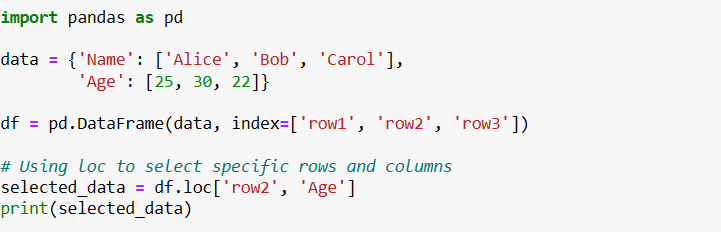 import pandas as pd
data = {'Name': ['Alice', 'Bob', 'Carol'],
'Age': [25, 30, 22]}
df = pd.DataFrame(data, index=['row1', 'row2', 'row3'])
# Using loc to select specific rows and columns
selected_data = df.loc['row2', 'Age']
print(selected_data)